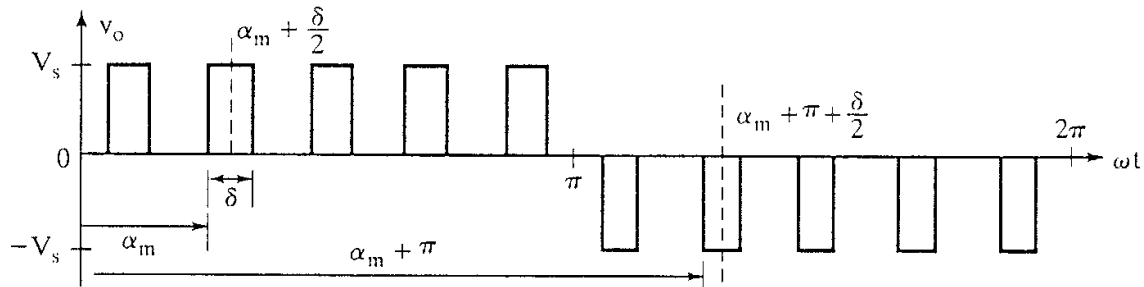 v_o
α_m + δ/2
V_s
α_m + π + δ/2
2π
0
π
ωt
δ
α_m
−V_s
α_m + π